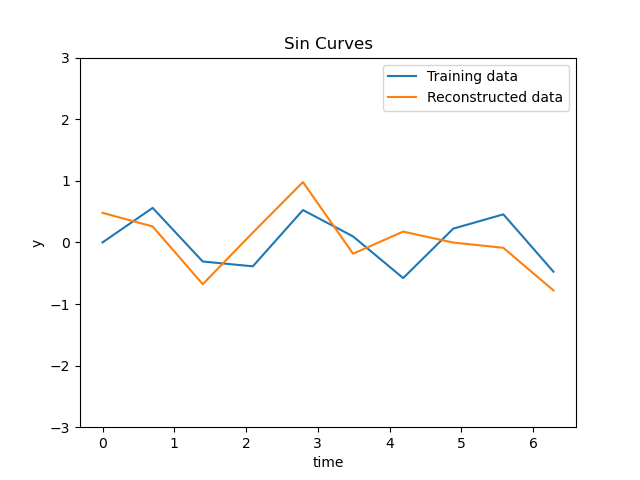 Sin Curves
Training data
Reconstructed data
3
2
1
0
−1
−2
−3
y
0 1 2 3 4 5 6
time